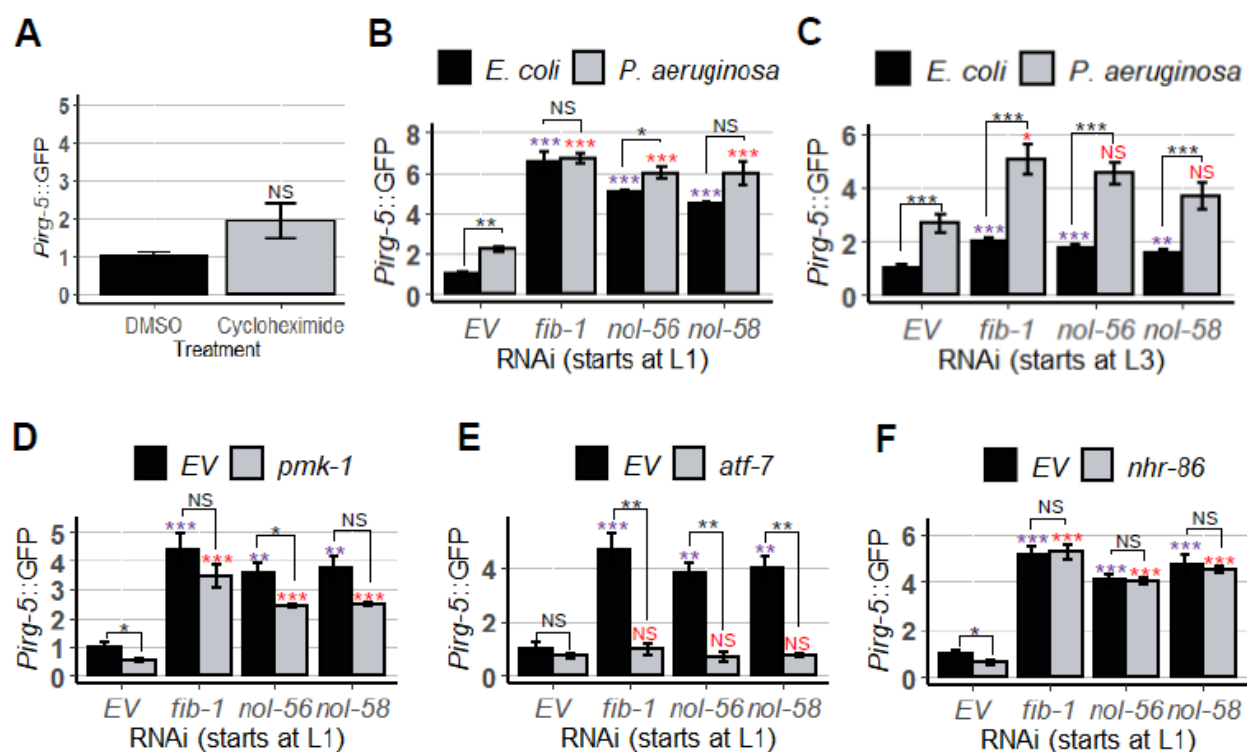 A
Pirg-5::GFP
5
4
3
2
1
0
NS
DMSO Cycloheximide
Treatment
B
E. coli P. aeruginosa
Pirg-5::GFP
8
6
4
2
0
** *** NS *** *** * *** *** NS ***
EV fib-1 nol-56 nol-58
RNAi (starts at L1)
C
E. coli P. aeruginosa
Pirg-5::GFP
6
4
2
0
*** *** *** * *** *** NS ** *** NS
EV fib-1 nol-56 nol-58
RNAi (starts at L3)
D
EV pmk-1
Pirg-5::GFP
5
4
3
2
1
0
* *** NS *** ** * *** ** NS ***
EV fib-1 nol-56 nol-58
RNAi (starts at L1)
E
EV atf-7
Pirg-5::GFP
4
2
0
NS *** ** NS ** ** NS ** ** NS
EV fib-1 nol-56 nol-58
RNAi (starts at L1)
F
EV nhr-86
Pirg-5::GFP
6
4
2
0
* *** NS *** *** NS *** *** NS ***
EV fib-1 nol-56 nol-58
RNAi (starts at L1)